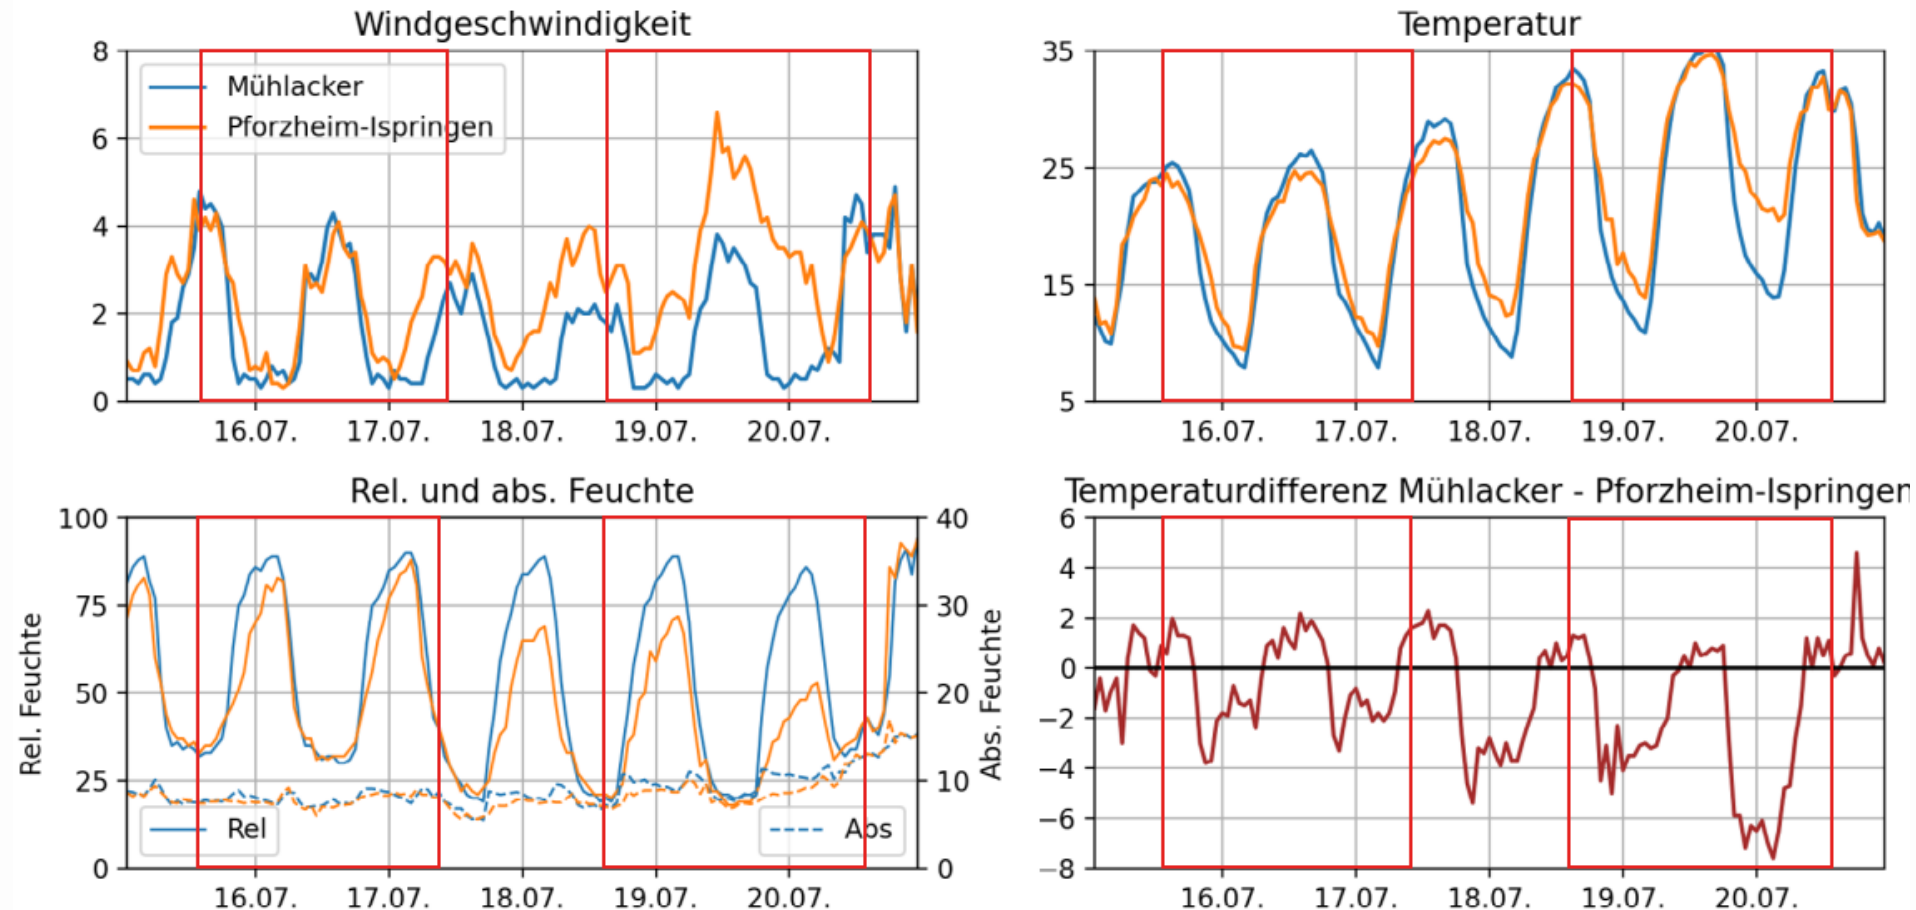 Windgeschwindigkeit
8
6
4
2
0
Mühlacker
Pforzheim-Ispringen
16.07. 17.07. 18.07. 19.07. 20.07.
Temperatur
35
25
15
5
16.07. 17.07. 18.07. 19.07. 20.07.
Rel. und abs. Feuchte
Rel. Feuchte
100
75
50
25
0
Rel
Abs
40
30
20
10
0
Abs. Feuchte
16.07. 17.07. 18.07. 19.07. 20.07.
Temperaturdifferenz Mühlacker - Pforzheim-Ispringen
6
4
2
0
−2
−4
−6
−8
16.07. 17.07. 18.07. 19.07. 20.07.